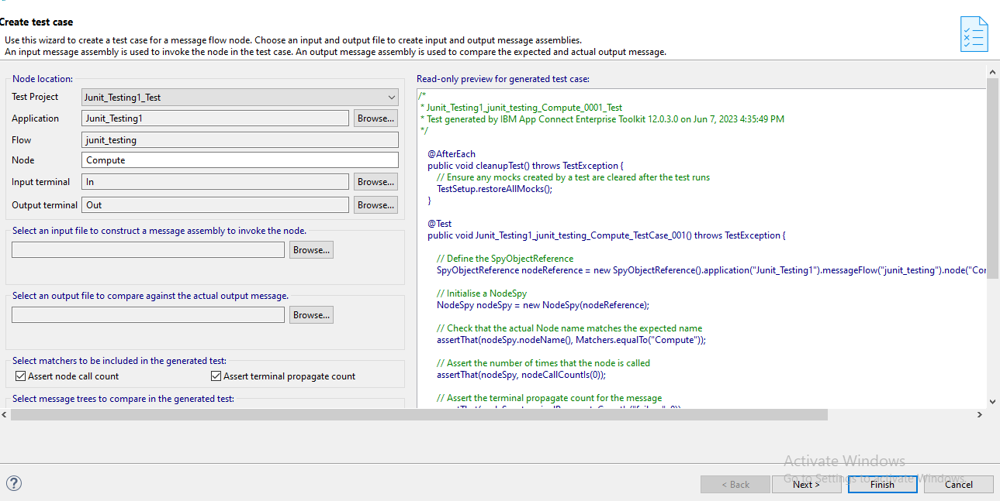 Create test case
Use this wizard to create a test case for a message flow node. Choose an input and output file to create input and output message assemblies.
An input message assembly is used to invoke the node in the test case. An output message assembly is used to compare the expected and actual output message.
Node location:
Test Project Junit_Testing1_Test
Application Junit_Testing1 Browse...
Flow junit_testing
Node Compute
Input terminal In Browse...
Output terminal Out Browse...
Select an input file to construct a message assembly to invoke the node.
Browse...
Select an output file to compare against the actual output message.
Browse...
Select matchers to be included in the generated test:
Assert node call count Assert terminal propagate count
Select message trees to compare in the generated test:
Read-only preview for generated test case:
/*
* Junit_Testing1_junit_testing_Compute_0001_Test
* Test generated by IBM App Connect Enterprise Toolkit 12.0.3.0 on Jun 7, 2023 4:35:49 PM
*/
@AfterEach
public void cleanupTest() throws TestException {
// Ensure any mocks created by a test are cleared after the test runs
TestSetup.restoreAllMocks();
}
@Test
public void Junit_Testing1_junit_testing_Compute_TestCase_001() throws TestException {
// Define the SpyObjectReference
SpyObjectReference nodeReference = new SpyObjectReference().application("Junit_Testing1").messageFlow("junit_testing").node("Cor
// Initialise a NodeSpy
NodeSpy nodeSpy = new NodeSpy(nodeReference);
// Check that the actual Node name matches the expected name
assertThat(nodeSpy.nodeName(), Matchers.equalTo("Compute"));
// Assert the number of times that the node is called
assertThat(nodeSpy, nodeCallCountIs(0));
// Assert the terminal propagate count for the message
Activate Windows
Go to Settings to activate Windows.
?
< Back Next > Finish Cancel